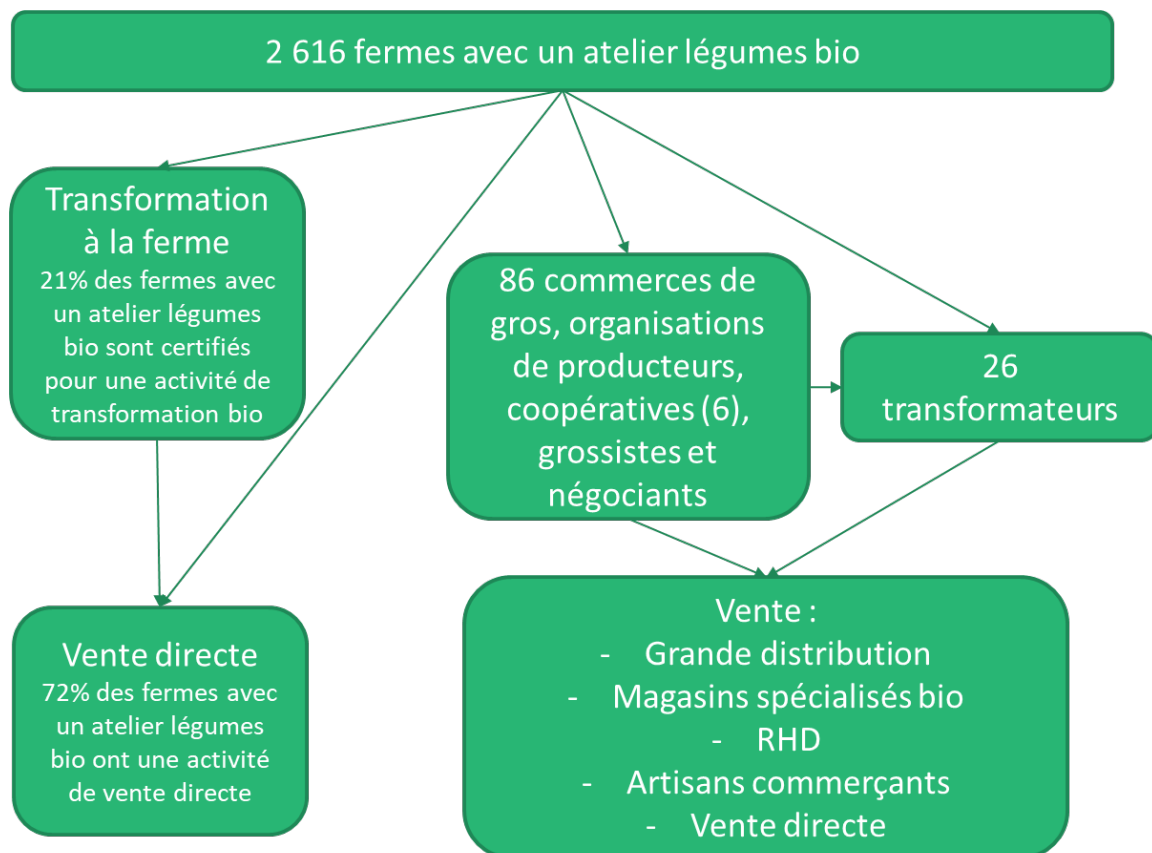 2 616 fermes avec un atelier légumes bio
Transformation
à la ferme
21% des fermes avec
un atelier légumes
bio sont certifiés
pour une activité de
transformation bio
86 commerces de
gros, organisations
de producteurs,
coopératives (6),
grossistes et
négociants
26
transformateurs
Vente directe
72% des fermes avec
un atelier légumes
bio ont une activité
de vente directe
Vente :
- Grande distribution
- Magasins spécialisés bio
- RHD
- Artisans commerçants
- Vente directe